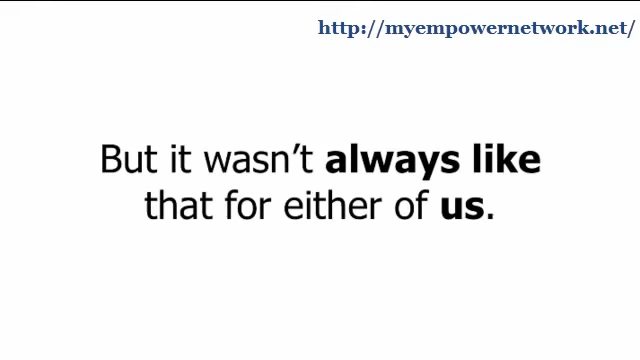 http://myempowernetwork.net/
But it wasn’t always like
that for either of us.